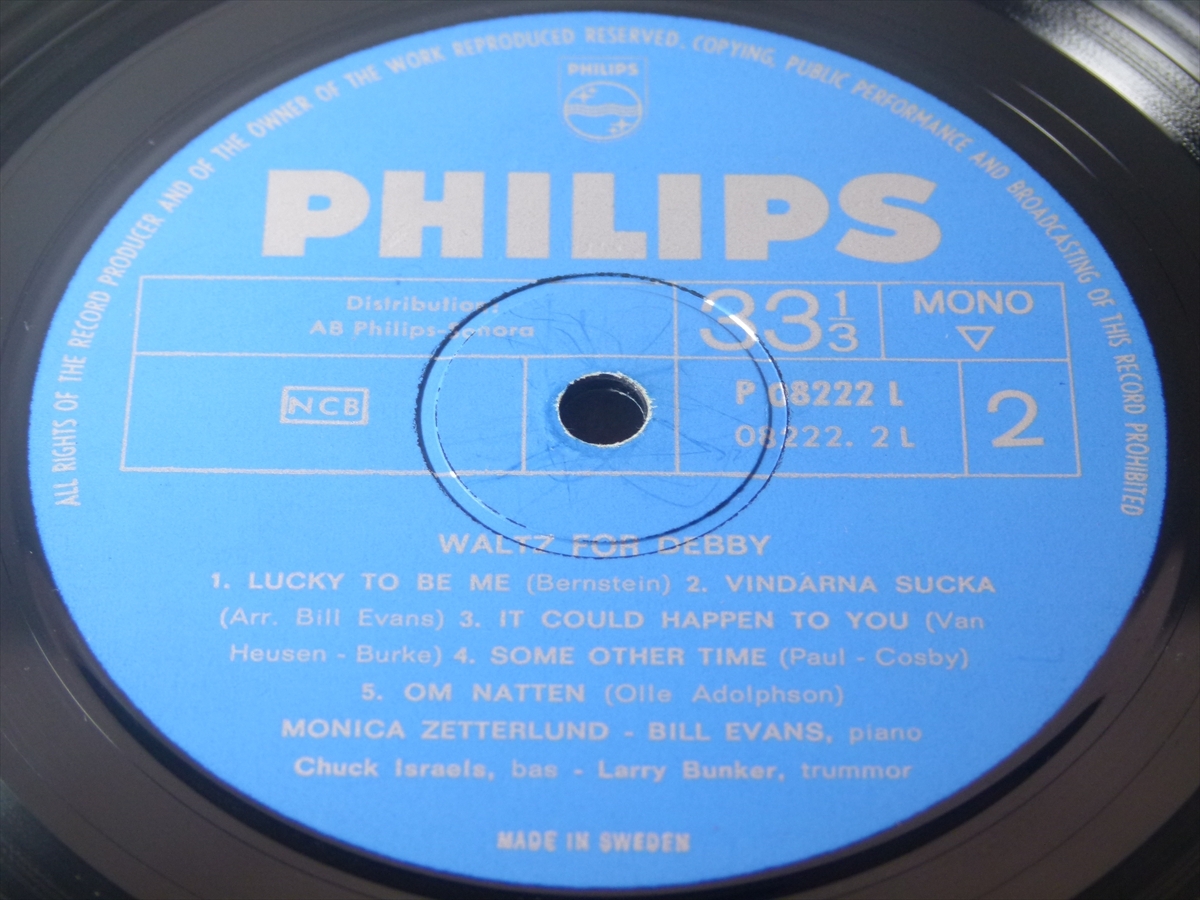 ALL RIGHTS OF THE RECORD PRODUCER AND OF THE OWNER OF THE WORK REPRODUCED RESERVED. COPYING, PUBLIC PERFORMANCE AND BROADCASTING OF THIS RECORD PROHIBITED
PHILIPS
PHILIPS
Distribution:
AB Philips-Sonora
33 1/3
MONO
NCB
P 08222 L
08222. 2 L
2
WALTZ FOR DEBBY
1. LUCKY TO BE ME (Bernstein) 2. VINDARNA SUCKA
(Arr. Bill Evans) 3. IT COULD HAPPEN TO YOU (Van
Heusen - Burke) 4. SOME OTHER TIME (Paul - Cosby)
5. OM NATTEN (Olle Adolphson)
MONICA ZETTERLUND - BILL EVANS, piano
Chuck Israels, bas - Larry Bunker, trummor
MADE IN SWEDEN